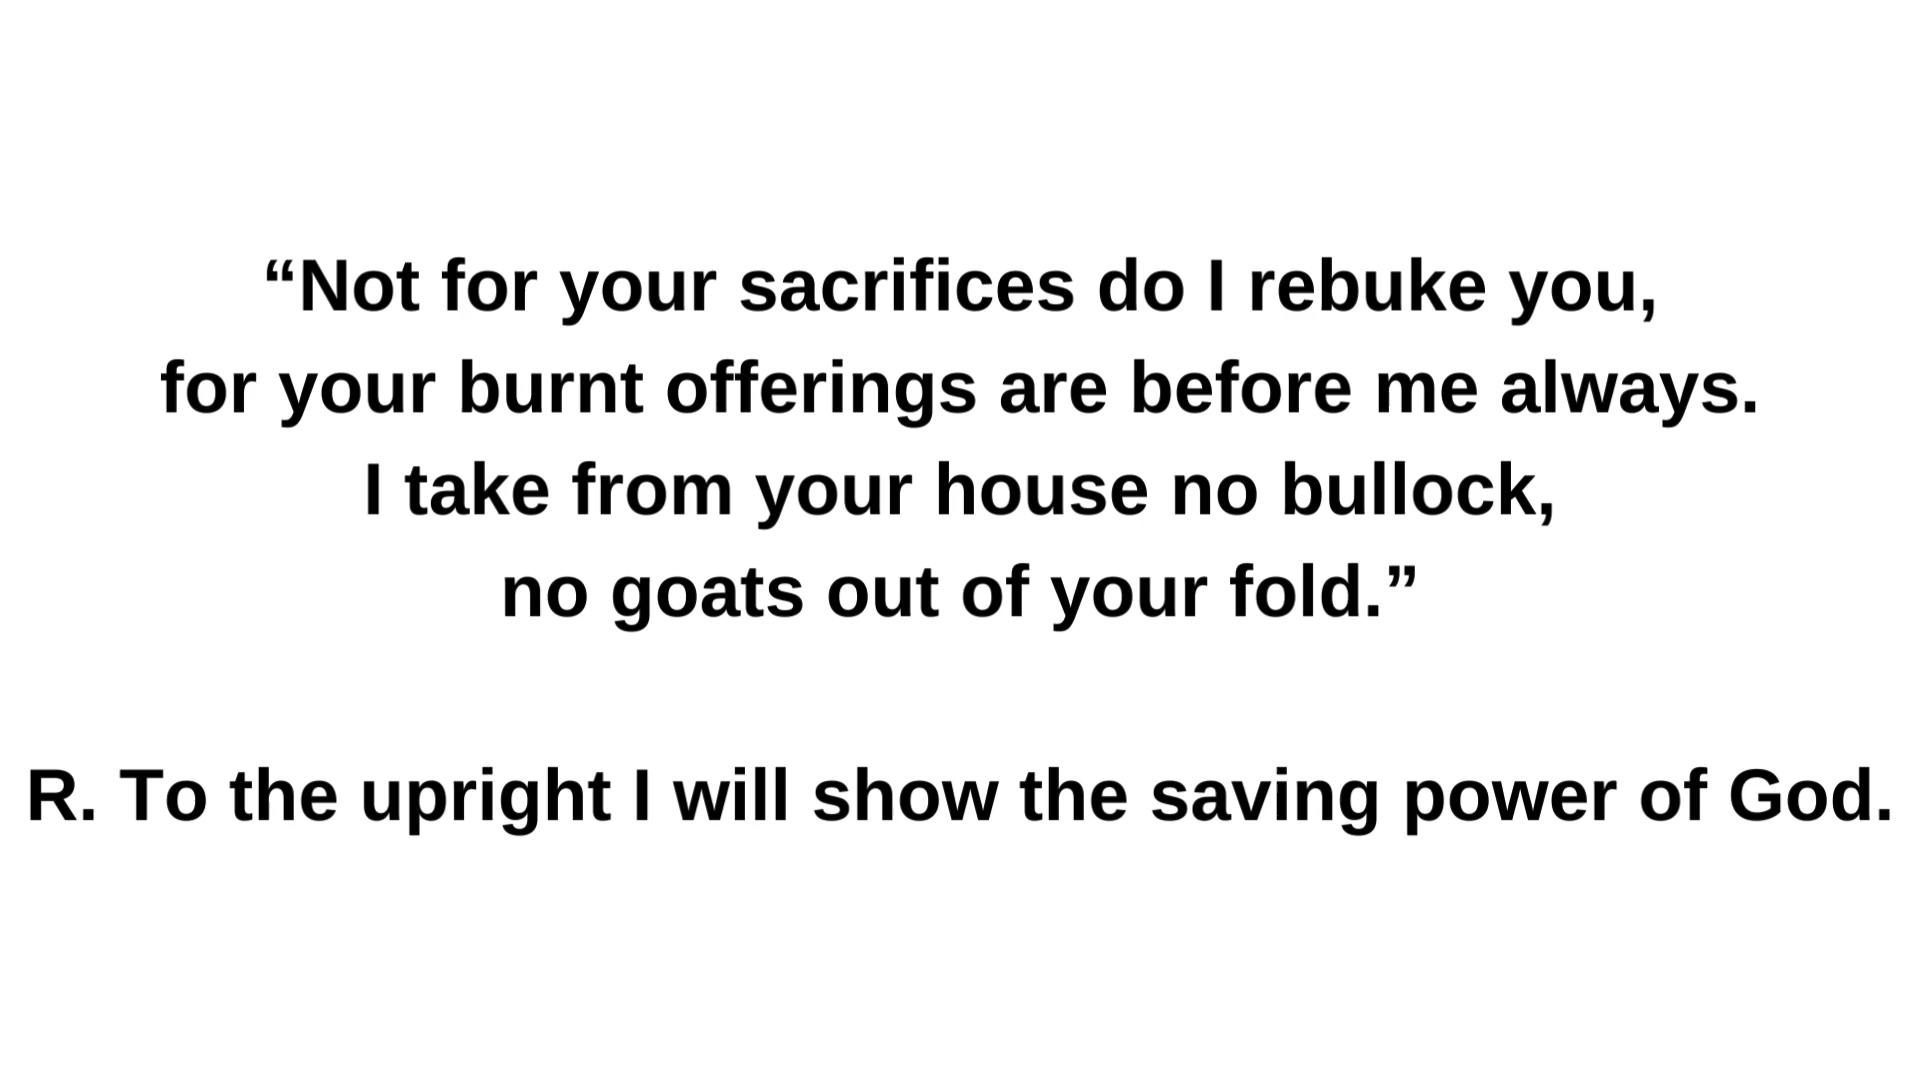 “Not for your sacrifices do I rebuke you,
for your burnt offerings are before me always.
I take from your house no bullock,
no goats out of your fold.”
R. To the upright I will show the saving power of God.